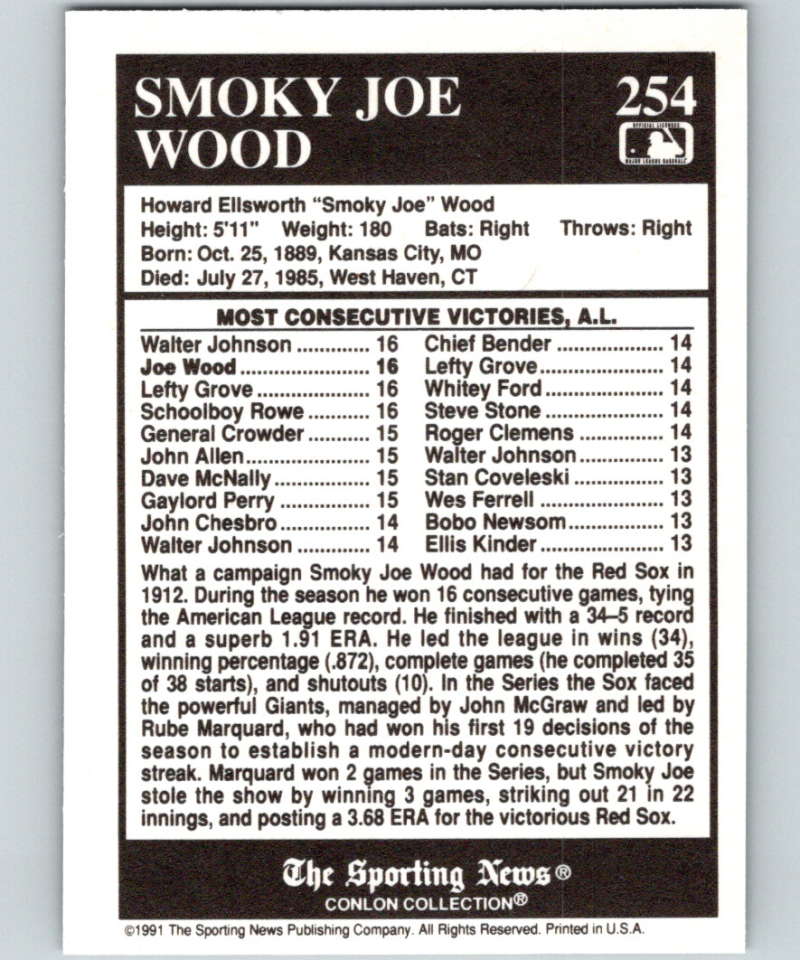 SMOKY JOE WOOD
254
OFFICIAL LICENSEE
MAJOR LEAGUE BASEBALL
Howard Ellsworth “Smoky Joe” Wood
Height: 5'11" Weight: 180 Bats: Right Throws: Right
Born: Oct. 25, 1889, Kansas City, MO
Died: July 27, 1985, West Haven, CT
MOST CONSECUTIVE VICTORIES, A.L.
Walter Johnson ............. 16
Joe Wood ....................... 16
Lefty Grove .................... 16
Schoolboy Rowe ........... 16
General Crowder ........... 15
John Allen ...................... 15
Dave McNally ................. 15
Gaylord Perry ................. 15
John Chesbro ................ 14
Walter Johnson ............. 14
Chief Bender .................... 14
Lefty Grove ....................... 14
Whitey Ford ...................... 14
Steve Stone ...................... 14
Roger Clemens ................ 14
Walter Johnson ................ 13
Stan Coveleski ................. 13
Wes Ferrell ....................... 13
Bobo Newsom .................. 13
Ellis Kinder ....................... 13
What a campaign Smoky Joe Wood had for the Red Sox in
1912. During the season he won 16 consecutive games, tying
the American League record. He finished with a 34–5 record
and a superb 1.91 ERA. He led the league in wins (34),
winning percentage (.872), complete games (he completed 35
of 38 starts), and shutouts (10). In the Series the Sox faced
the powerful Giants, managed by John McGraw and led by
Rube Marquard, who had won his first 19 decisions of the
season to establish a modern-day consecutive victory
streak. Marquard won 2 games in the Series, but Smoky Joe
stole the show by winning 3 games, striking out 21 in 22
innings, and posting a 3.68 ERA for the victorious Red Sox.
The Sporting News®
CONLON COLLECTION®
©1991 The Sporting News Publishing Company. All Rights Reserved. Printed in U.S.A.